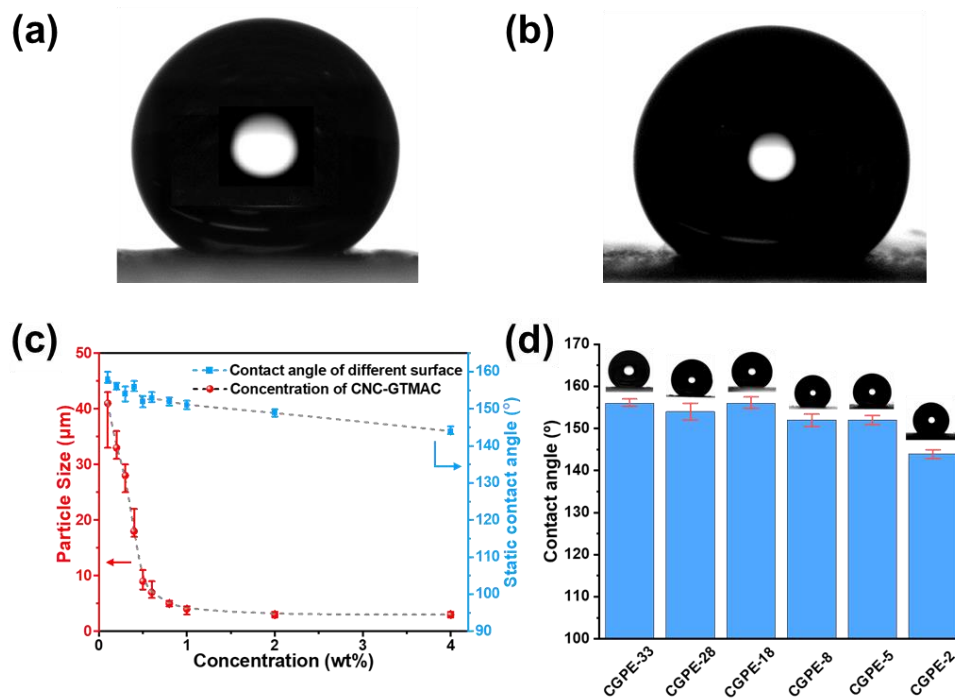 (a)
(b)
(c)
50
40
30
20
10
0
Particle Size (μm)
Contact angle of different surface
Concentration of CNC-GTMAC
160
150
140
130
120
110
100
90
Static contact angle (°)
0
1
2
3
4
Concentration (wt%)
(d)
170
160
150
140
130
120
110
100
Contact angle (º)
CGPE-33
CGPE-28
CGPE-18
CGPE-8
CGPE-5
CGPE-2